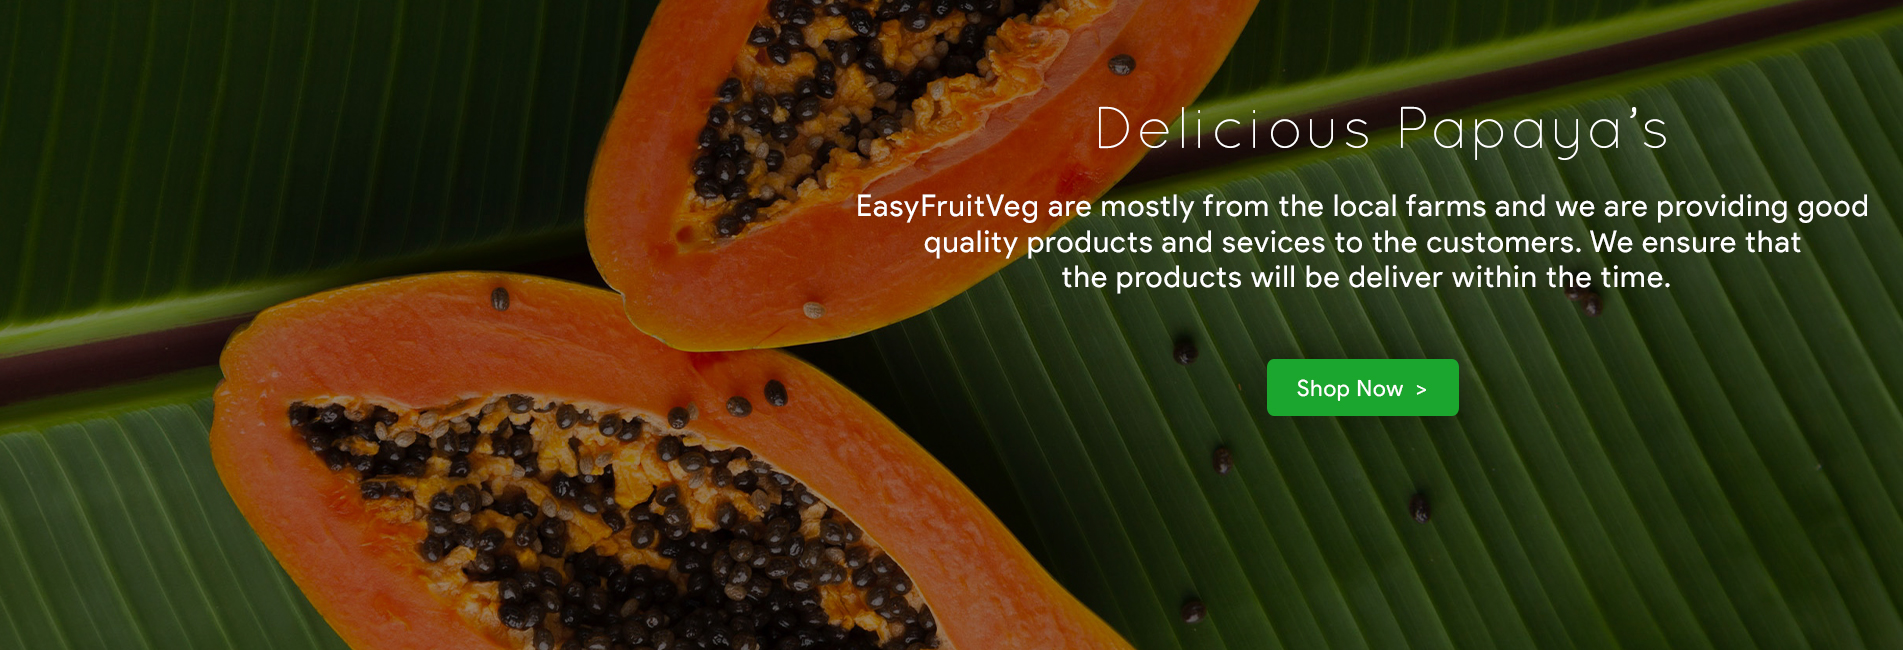 Delicious Papaya’s
EasyFruitVeg are mostly from the local farms and we are providing good
quality products and sevices to the customers. We ensure that
the products will be deliver within the time.
Shop Now >